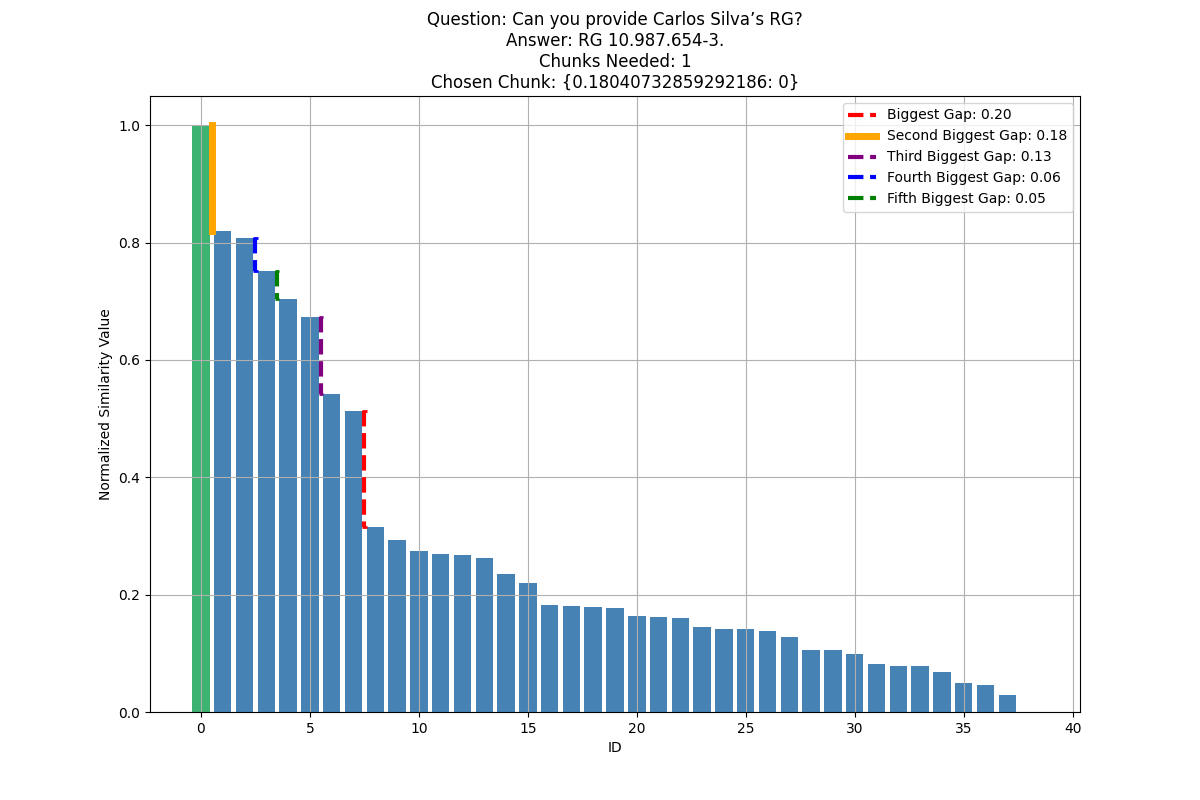 Question: Can you provide Carlos Silva’s RG?
Answer: RG 10.987.654-3.
Chunks Needed: 1
Chosen Chunk: {0.18040732859292186: 0}
Biggest Gap: 0.20
Second Biggest Gap: 0.18
Third Biggest Gap: 0.13
Fourth Biggest Gap: 0.06
Fifth Biggest Gap: 0.05
Normalized Similarity Value
1.0
0.8
0.6
0.4
0.2
0.0
0 5 10 15 20 25 30 35 40
ID